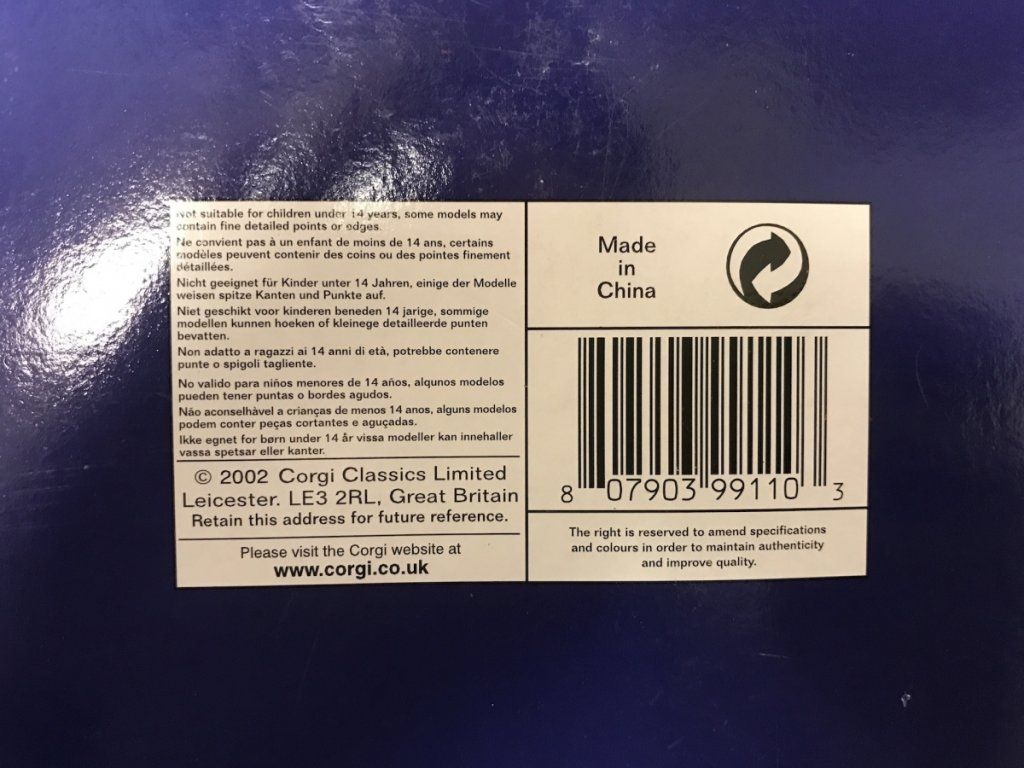 Not suitable for children under 14 years, some models may
contain fine detailed points or edges.
Ne convient pas à un enfant de moins de 14 ans, certains
modèles peuvent contenir des coins ou des pointes finement
détaillées.
Nicht geeignet für Kinder unter 14 Jahren, einige der Modelle
weisen spitze Kanten und Punkte auf.
Niet geschikt voor kinderen beneden 14 jarige, sommige
modellen kunnen hoeken of kleinege detailleerde punten
bevatten.
Non adatto a ragazzi ai 14 anni di età, potrebbe contenere
punte o spigoli tagliente.
No valido para niños menores de 14 años, alqunos modelos
pueden tener puntas o bordes agudos.
Não aconselhàvel a crianças de menos 14 anos, alguns modelos
podem conter peças cortantes e aguçadas.
Ikke egnet for børn under 14 år vissa modeller kan innehaller
vassa spetsar eller kanter.
© 2002 Corgi Classics Limited
Leicester. LE3 2RL, Great Britain
Retain this address for future reference.
Please visit the Corgi website at
www.corgi.co.uk
Made
in
China
8 07903 99110 3
The right is reserved to amend specifications
and colours in order to maintain authenticity
and improve quality.